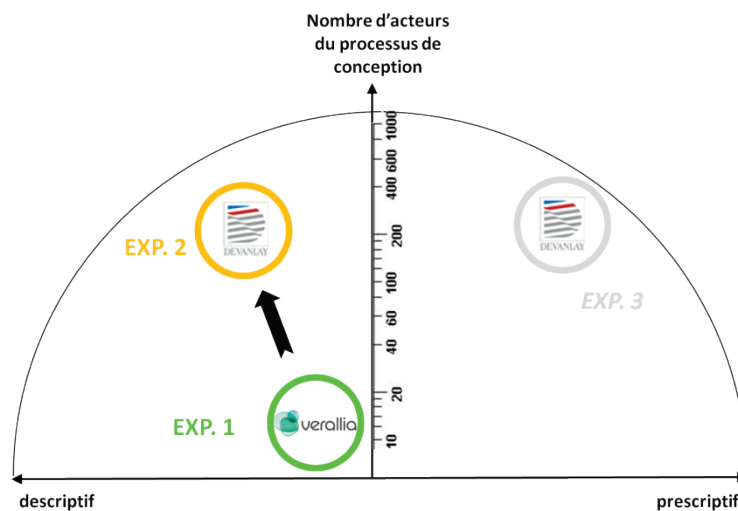 Nombre d’acteurs
du processus de
conception
1000
600
400
DEVANLAY
DEVANLAY
EXP. 2
200
EXP. 3
100
60
40
20
EXP. 1
verallia
10
descriptif
prescriptif